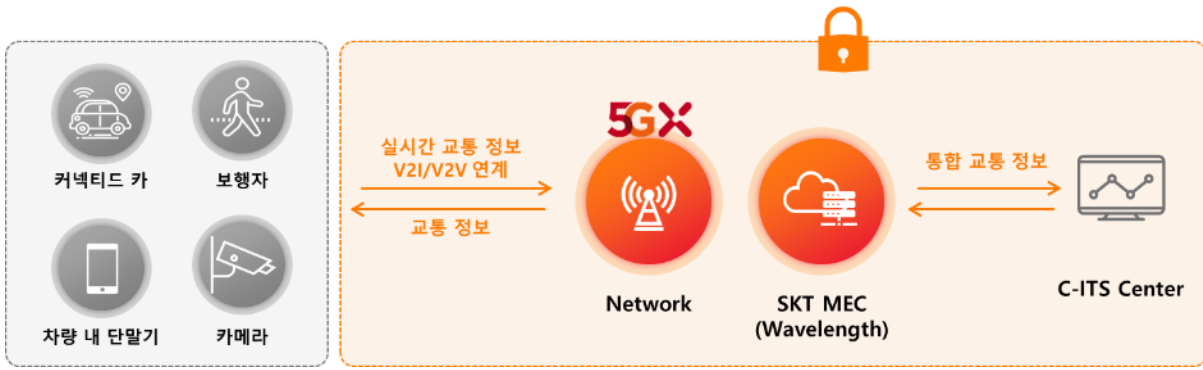 커넥티드 카
보행자
차량 내 단말기
카메라
실시간 교통 정보
V2I/V2V 연계
교통 정보
5GX
Network
SKT MEC
(Wavelength)
통합 교통 정보
C-ITS Center